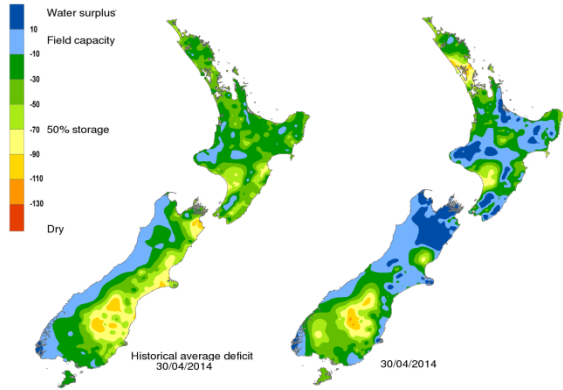 Water surplus
10
Field capacity
-10
-30
-50
50% storage
-70
-90
-110
-130
Dry
Historical average deficit
30/04/2014
30/04/2014